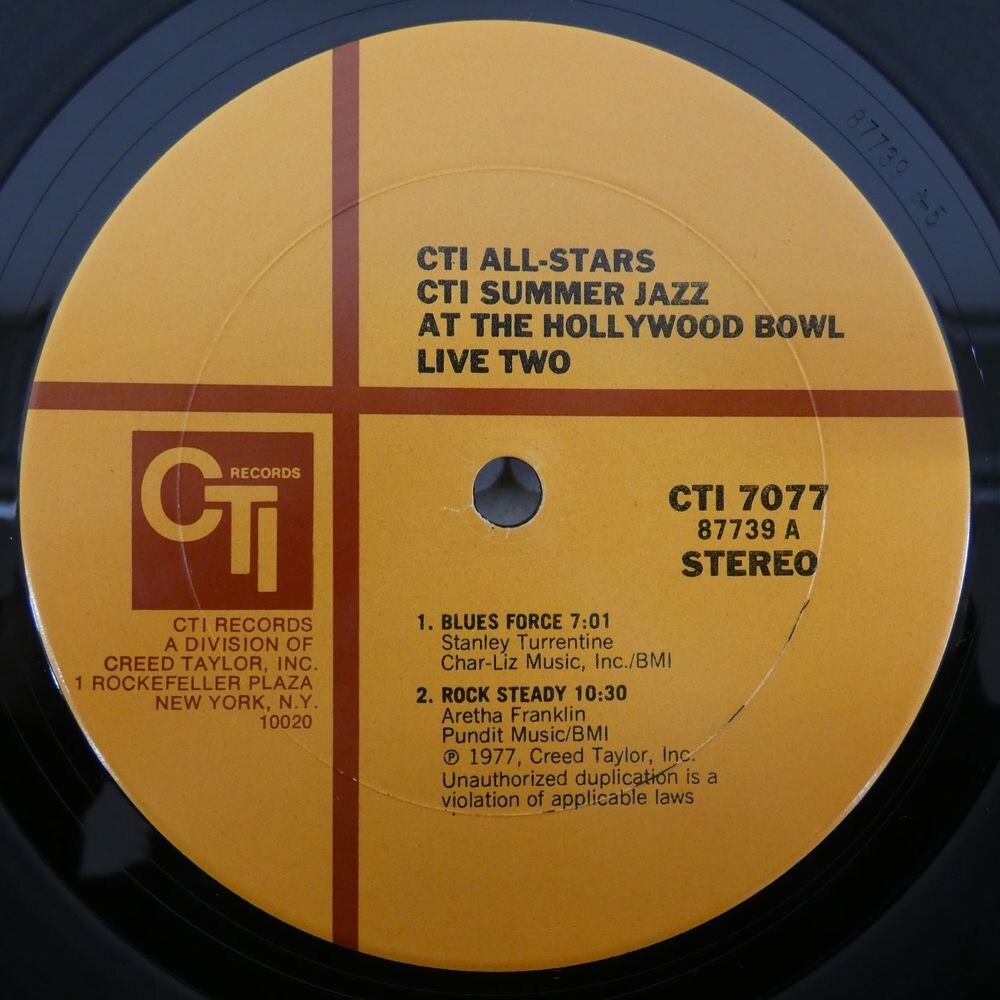 87739 A-5
CTI ALL-STARS
CTI SUMMER JAZZ
AT THE HOLLYWOOD BOWL
LIVE TWO
CTI RECORDS
CTI RECORDS
A DIVISION OF
CREED TAYLOR, INC.
1 ROCKEFELLER PLAZA
NEW YORK, N.Y.
10020
CTI 7077
87739 A
STEREO
1. BLUES FORCE 7:01
Stanley Turrentine
Char-Liz Music, Inc./BMI
2. ROCK STEADY 10:30
Aretha Franklin
Pundit Music/BMI
℗ 1977, Creed Taylor, Inc.
Unauthorized duplication is a
violation of applicable laws